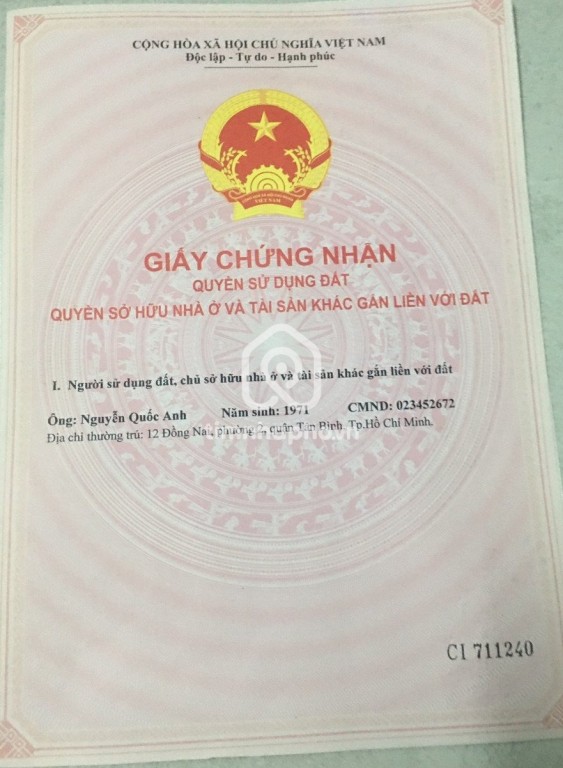 CỘNG HÒA XÃ HỘI CHỦ NGHĨA VIỆT NAM
Độc lập - Tự do - Hạnh phúc
VIỆT NAM
GIẤY CHỨNG NHẬN
QUYỀN SỬ DỤNG ĐẤT
QUYỀN SỞ HỮU NHÀ Ở VÀ TÀI SẢN KHÁC GẮN LIỀN VỚI ĐẤT
I. Người sử dụng đất, chủ sở hữu nhà ở và tài sản khác gắn liền với đất
Ông: Nguyễn Quốc Anh Năm sinh: 1971 CMND: 023452672
Địa chỉ thường trú: 12 Đồng Nai, phường 2, quận Tân Bình, Tp.Hồ Chí Minh.
CI 711240